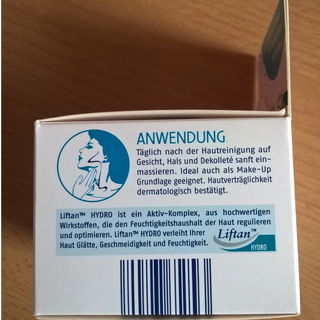 ANWENDUNG
Täglich nach der Hautreinigung auf
Gesicht, Hals und Dekolleté sanft ein-
massieren. Ideal auch als Make-Up
Grundlage geeignet. Hautverträglichkeit
dermatologisch bestätigt.
Liftan™ HYDRO ist ein Aktiv-Komplex, aus hochwertigen
Wirkstoffen, die den Feuchtigkeitshaushalt der Haut regulieren
und optimieren. Liftan™ HYDRO verleiht Ihrer
Haut Glätte, Geschmeidigkeit und Feuchtigkeit.
Liftan™
HYDRO